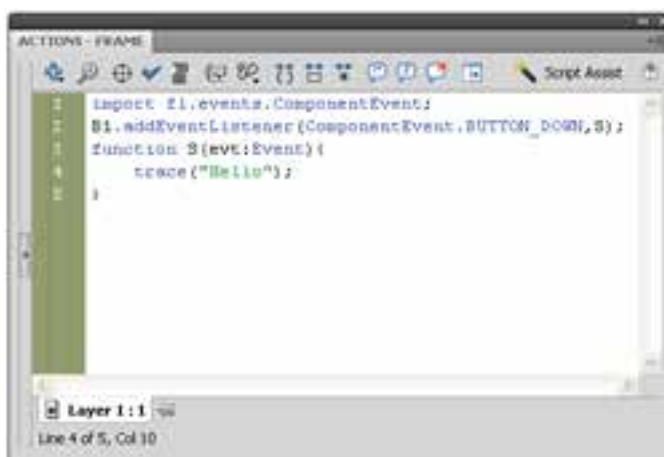 ACTIONS - FRAME
Script Assist
1 import fl.events.ComponentEvent;
2 B1.addEventListener(ComponentEvent.BUTTON_DOWN,S);
3 function S(evt:Event){
4 trace("Hello");
5 }
Layer 1 : 1
Line 4 of 5, Col 10